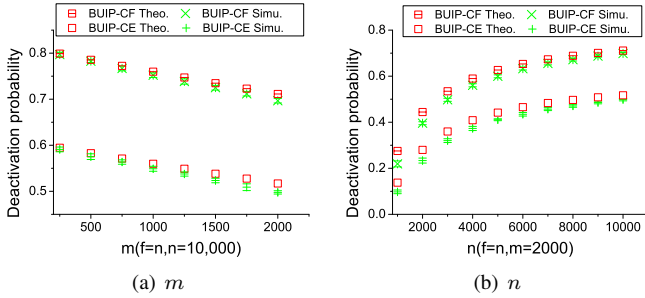 BUIP-CF Theo. BUIP-CF Simu.
BUIP-CE Theo. BUIP-CE Simu.
0.8
0.7
0.6
0.5
Deactivation probability
500 1000 1500 2000
m(f=n,n=10,000)
(a) m
BUIP-CF Theo. BUIP-CF Simu.
BUIP-CE Theo. BUIP-CE Simu.
0.8
0.6
0.4
0.2
0.0
Deactivation probability
2000 4000 6000 8000 10000
n(f=n,m=2000)
(b) n